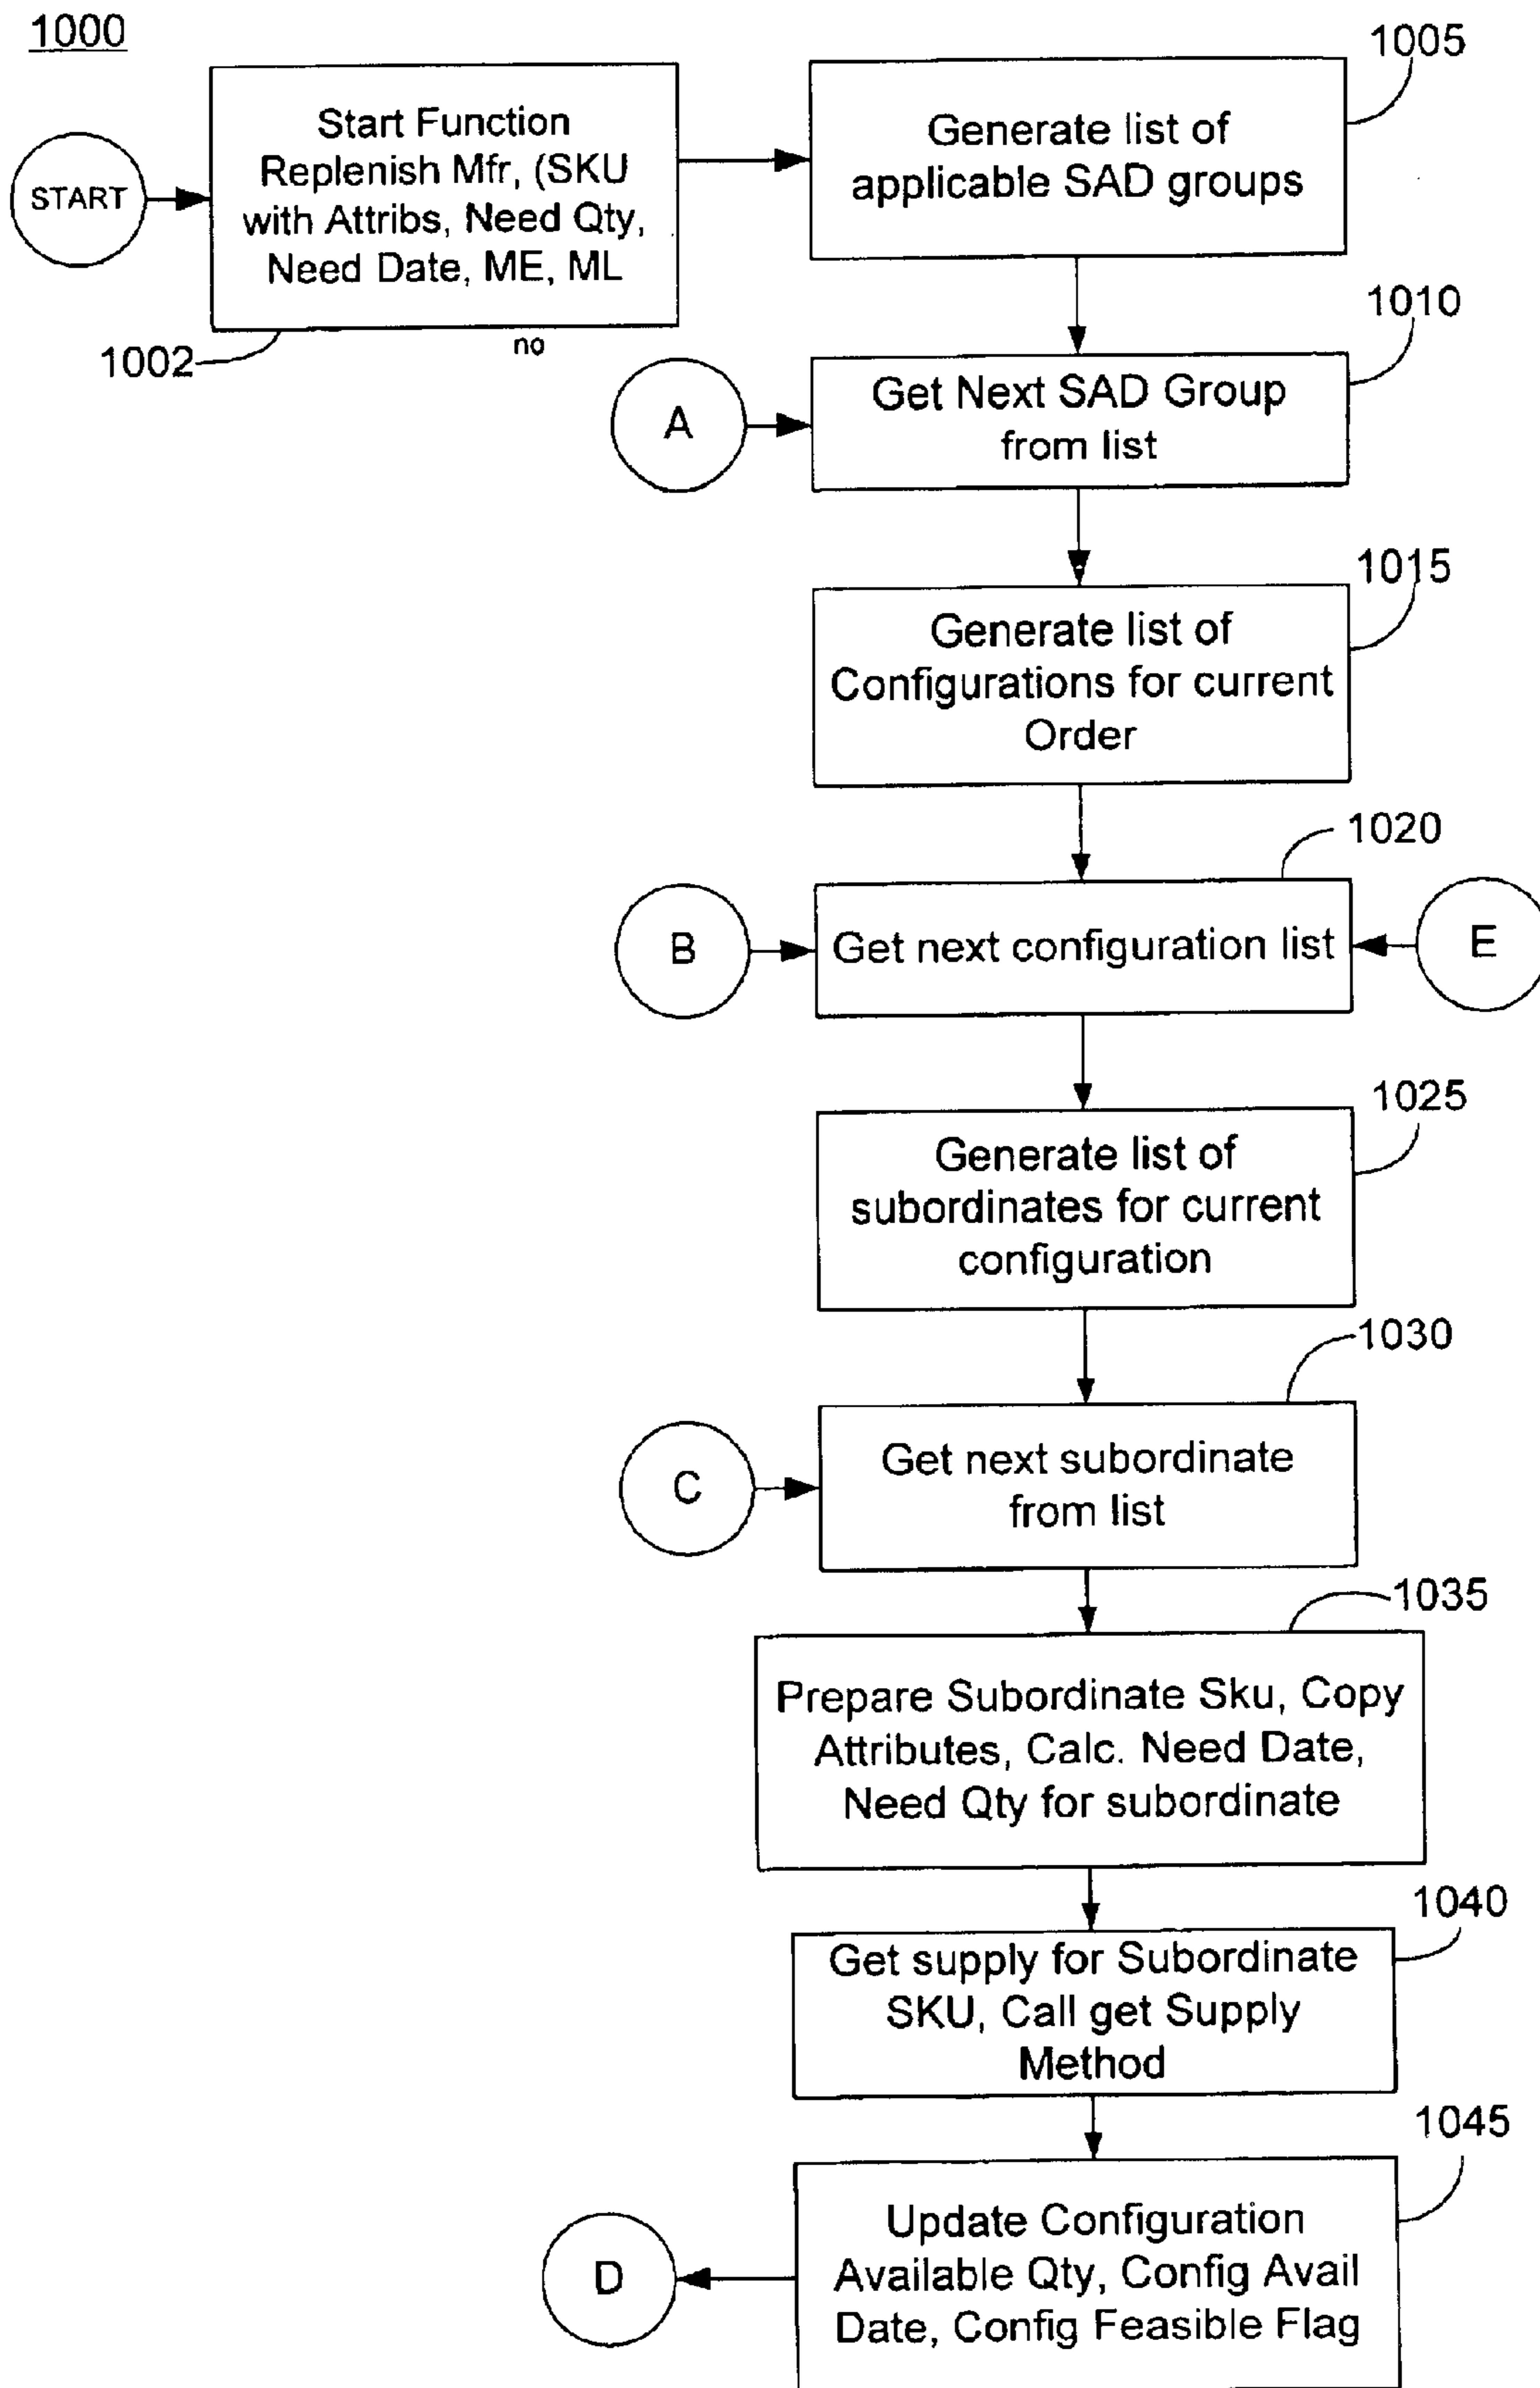 1000
START
Start Function
Replenish Mfr, (SKU
with Attribs, Need Qty,
Need Date, ME, ML
1002
no
1005
Generate list of
applicable SAD groups
1010
A
Get Next SAD Group
from list
1015
Generate list of
Configurations for current
Order
1020
B
Get next configuration list
E
1025
Generate list of
subordinates for current
configuration
1030
C
Get next subordinate
from list
1035
Prepare Subordinate Sku, Copy
Attributes, Calc. Need Date,
Need Qty for subordinate
1040
Get supply for Subordinate
SKU, Call get Supply
Method
1045
D
Update Configuration
Available Qty, Config Avail
Date, Config Feasible Flag